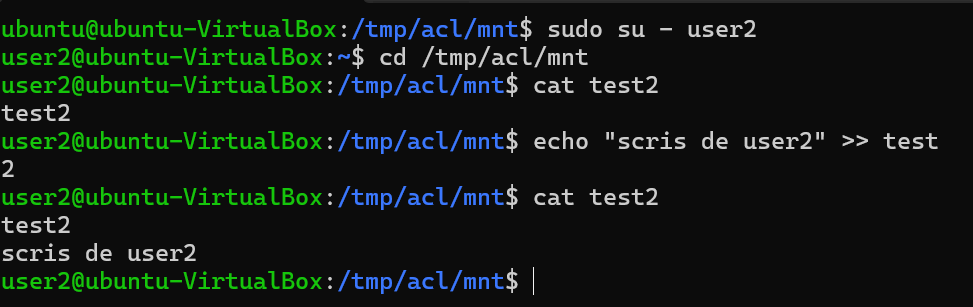 ubuntu@ubuntu-VirtualBox:/tmp/acl/mnt$ sudo su - user2
user2@ubuntu-VirtualBox:~$ cd /tmp/acl/mnt
user2@ubuntu-VirtualBox:/tmp/acl/mnt$ cat test2
test2
user2@ubuntu-VirtualBox:/tmp/acl/mnt$ echo "scris de user2" >> test
2
user2@ubuntu-VirtualBox:/tmp/acl/mnt$ cat test2
test2
scris de user2
user2@ubuntu-VirtualBox:/tmp/acl/mnt$